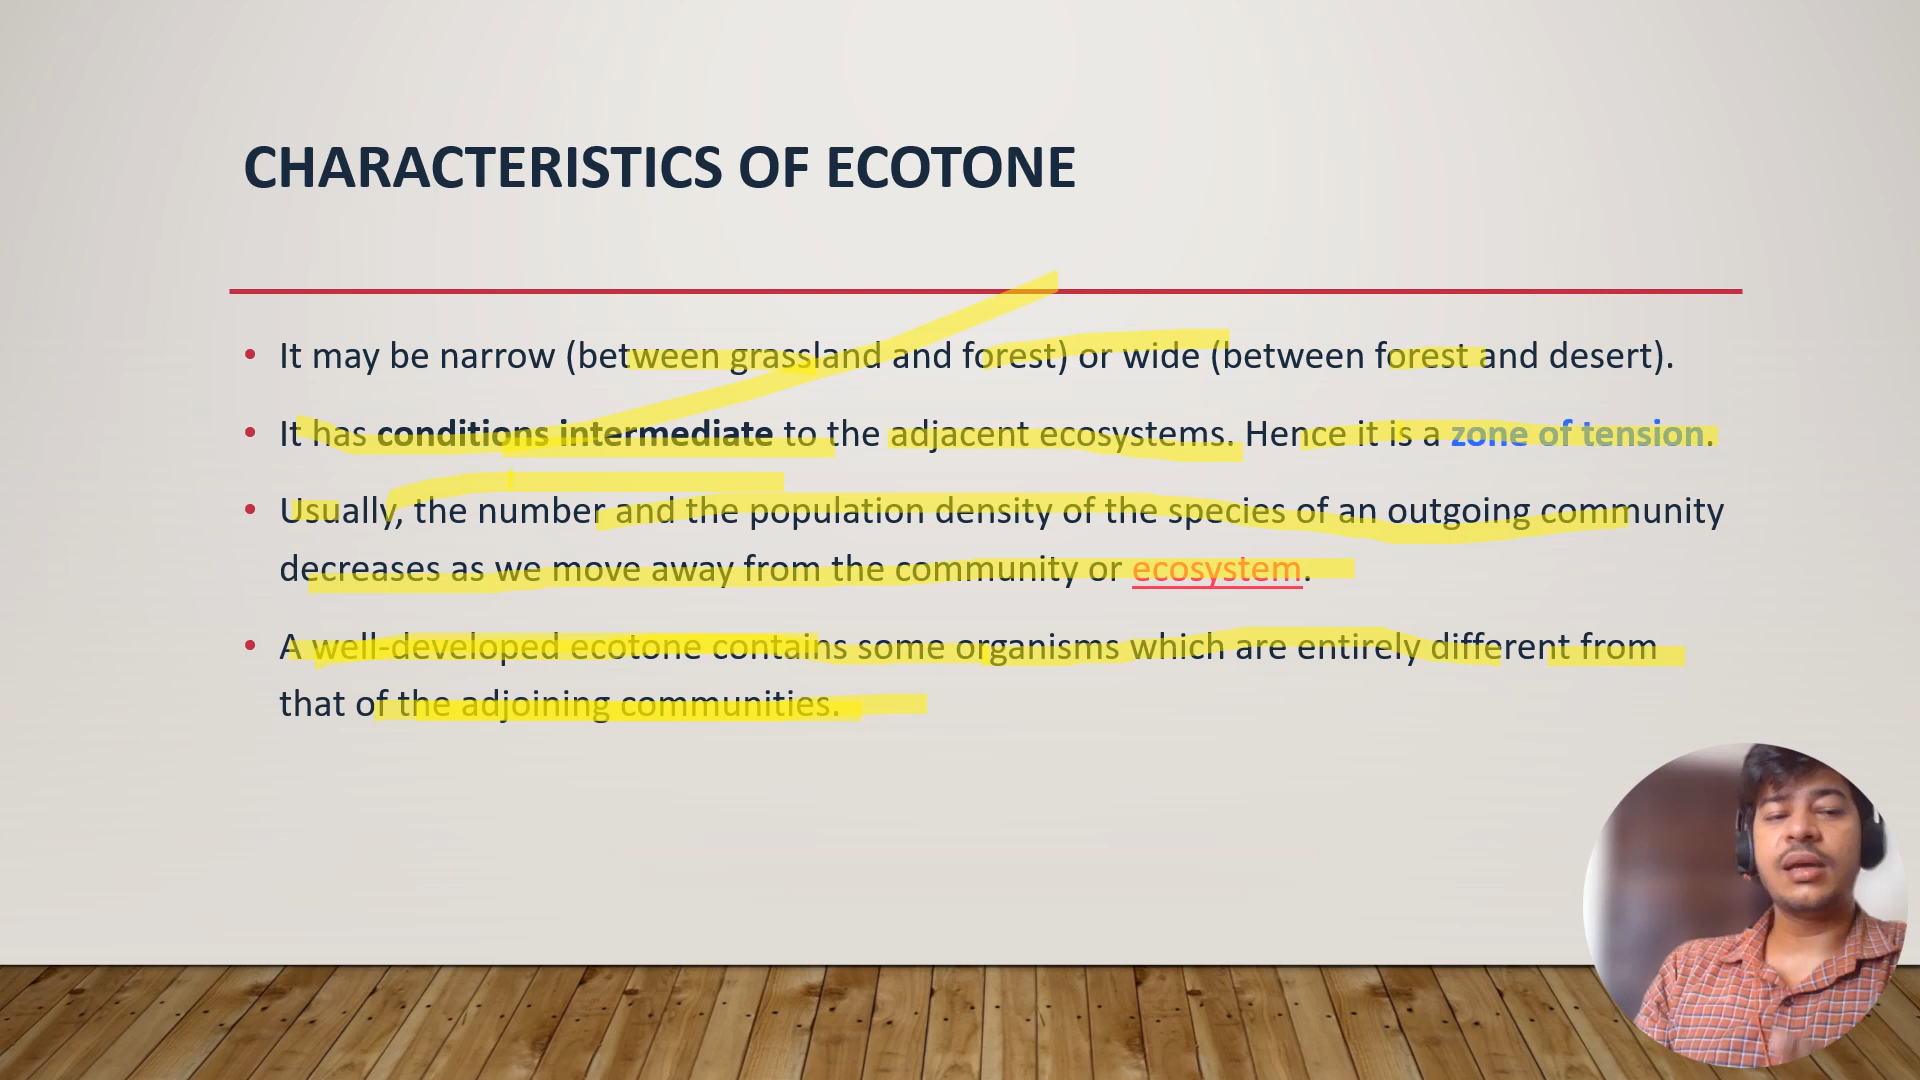 CHARACTERISTICS OF ECOTONE
• It may be narrow (between grassland and forest) or wide (between forest and desert).
• It has conditions intermediate to the adjacent ecosystems. Hence it is a zone of tension.
• Usually, the number and the population density of the species of an outgoing community
decreases as we move away from the community or ecosystem.
• A well-developed ecotone contains some organisms which are entirely different from
that of the adjoining communities.